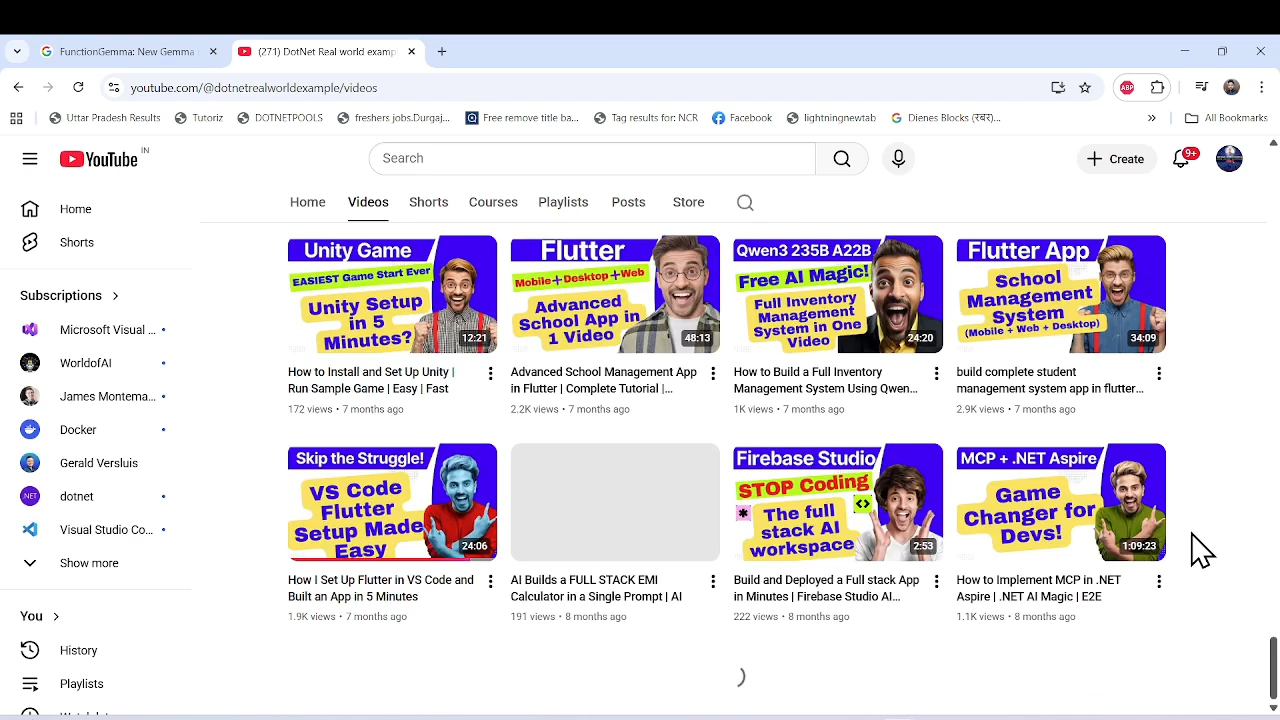 FunctionGemma: New Gemma
(271) DotNet Real world examp
youtube.com/@dotnetrealworldexample/videos
ABP
Uttar Pradesh Results
Tutoriz
DOTNETPOOLS
freshers jobs.Durgaj...
Free remove title ba...
Tag results for: NCR
Facebook
lightningnewtab
Dienes Blocks (रंबर)...
»
All Bookmarks
YouTube IN
Search
Create
9+
Home
Videos
Shorts
Courses
Playlists
Posts
Store
Home
Shorts
Subscriptions
Microsoft Visual ...
WorldofAI
James Montema...
Docker
Gerald Versluis
.NET
dotnet
Visual Studio Co...
Show more
You
History
Playlists
Unity Game
EASIEST Game Start Ever
Unity Setup
in 5
Minutes?
12:21
How to Install and Set Up Unity |
Run Sample Game | Easy | Fast
172 views • 7 months ago
Flutter
Mobile+Desktop+Web
Advanced
School App in
1 Video
48:13
Advanced School Management App
in Flutter | Complete Tutorial |...
2.2K views • 7 months ago
Qwen3 235B A22B
Free AI Magic!
Full Inventory
Management
System in One
Video
24:20
How to Build a Full Inventory
Management System Using Qwen...
1K views • 7 months ago
Flutter App
School
Management
System
(Mobile + Web + Desktop)
34:09
build complete student
management system app in flutter...
2.9K views • 7 months ago
Skip the Struggle!
VS Code
Flutter
Setup Made
Easy
24:06
How I Set Up Flutter in VS Code and
Built an App in 5 Minutes
1.9K views • 7 months ago
AI Builds a FULL STACK EMI
Calculator in a Single Prompt | AI
191 views • 8 months ago
Firebase Studio
STOP Coding
The full
stack AI
workspace
2:53
Build and Deployed a Full stack App
in Minutes | Firebase Studio AI...
222 views • 8 months ago
MCP + .NET Aspire
Game
Changer for
Devs!
1:09:23
How to Implement MCP in .NET
Aspire | .NET AI Magic | E2E
1.1K views • 8 months ago